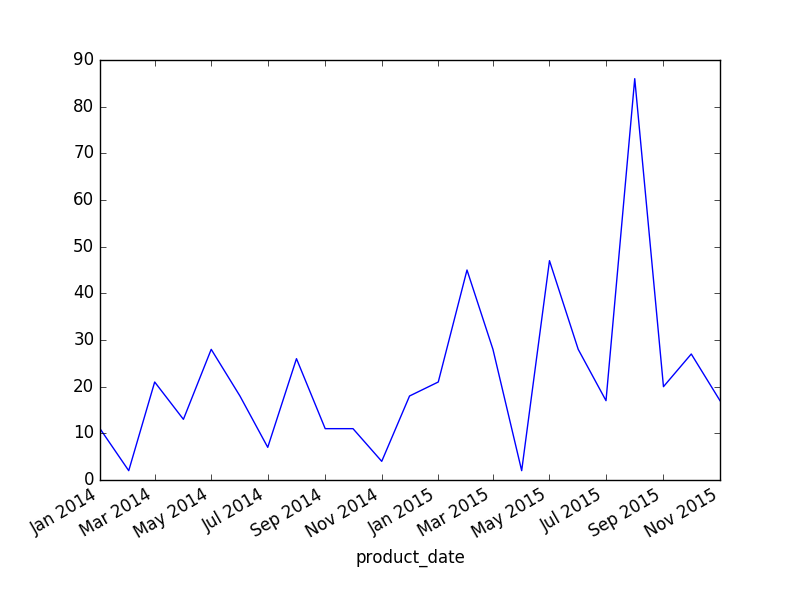 90
80
70
60
50
40
30
20
10
0
Jan 2014
Mar 2014
May 2014
Jul 2014
Sep 2014
Nov 2014
Jan 2015
Mar 2015
May 2015
Jul 2015
Sep 2015
Nov 2015
product_date